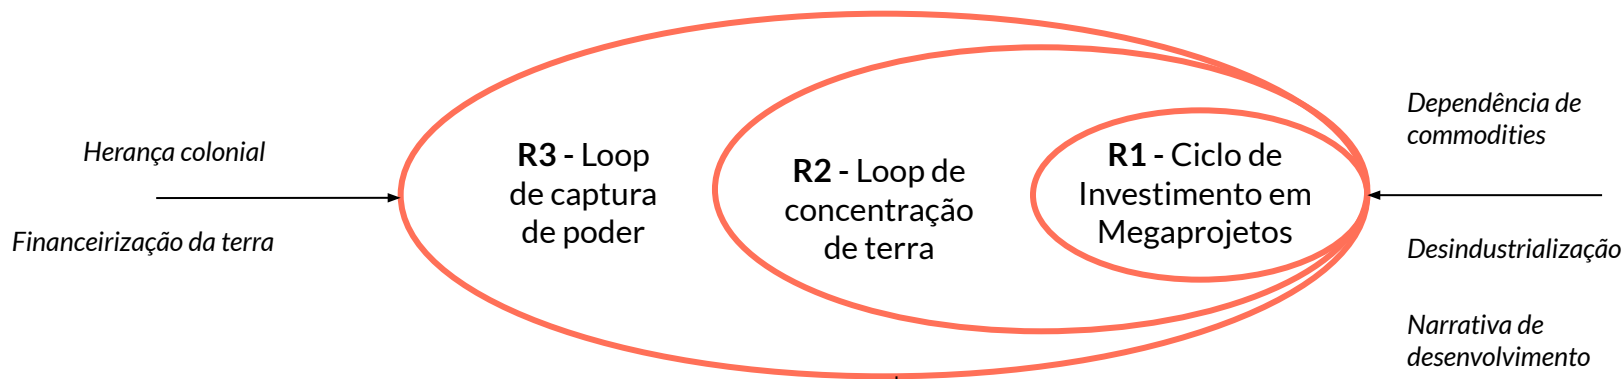 Herança colonial
Financeirização da terra
R3 - Loop
de captura
de poder
R2 - Loop de
concentração
de terra
R1 - Ciclo de
Investimento em
Megaprojetos
Dependência de
commodities
Desindustrialização
Narrativa de
desenvolvimento